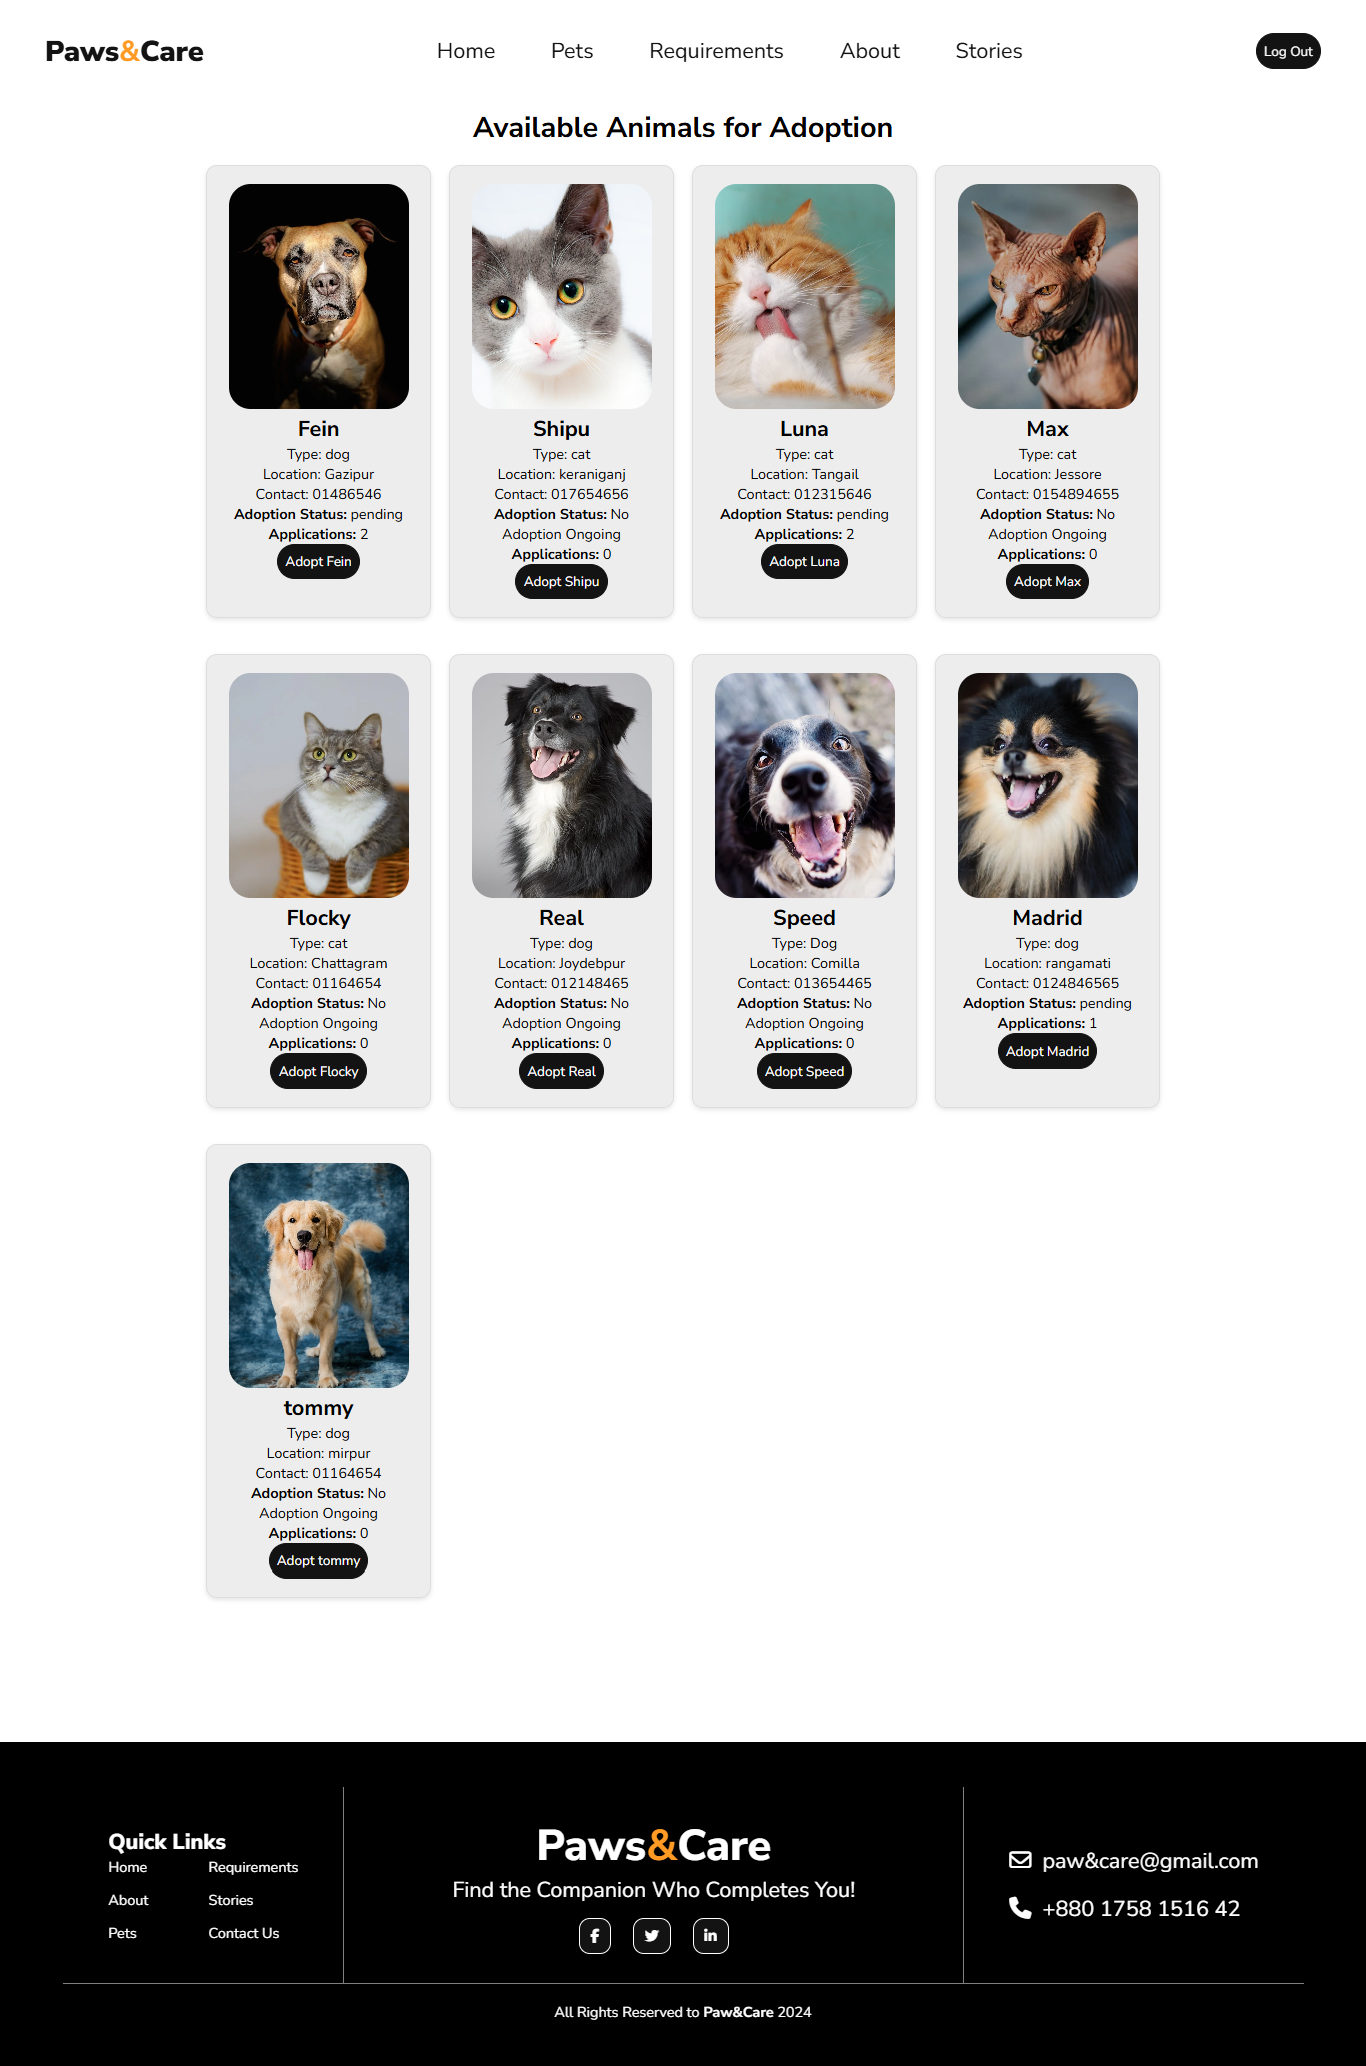 Paws&Care
Home
Pets
Requirements
About
Stories
Log Out
Available Animals for Adoption
Fein
Type: dog
Location: Gazipur
Contact: 01486546
Adoption Status: pending
Applications: 2
Adopt Fein
Shipu
Type: cat
Location: keraniganj
Contact: 017654656
Adoption Status: No
Adoption Ongoing
Applications: 0
Adopt Shipu
Luna
Type: cat
Location: Tangail
Contact: 012315646
Adoption Status: pending
Applications: 2
Adopt Luna
Max
Type: cat
Location: Jessore
Contact: 0154894655
Adoption Status: No
Adoption Ongoing
Applications: 0
Adopt Max
Flocky
Type: cat
Location: Chattagram
Contact: 01164654
Adoption Status: No
Adoption Ongoing
Applications: 0
Adopt Flocky
Real
Type: dog
Location: Joydebpur
Contact: 012148465
Adoption Status: No
Adoption Ongoing
Applications: 0
Adopt Real
Speed
Type: Dog
Location: Comilla
Contact: 013654465
Adoption Status: No
Adoption Ongoing
Applications: 0
Adopt Speed
Madrid
Type: dog
Location: rangamati
Contact: 0124846565
Adoption Status: pending
Applications: 1
Adopt Madrid
tommy
Type: dog
Location: mirpur
Contact: 01164654
Adoption Status: No
Adoption Ongoing
Applications: 0
Adopt tommy
Quick Links
Home
Requirements
About
Stories
Pets
Contact Us
Paws&Care
Find the Companion Who Completes You!
paw&care@gmail.com
+880 1758 1516 42
All Rights Reserved to Paw&Care 2024